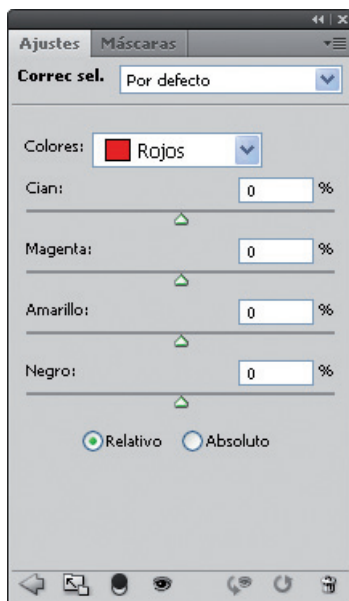 Ajustes Máscaras
Correc sel. Por defecto
Colores: Rojos
Cian: 0 %
Magenta: 0 %
Amarillo: 0 %
Negro: 0 %
Relativo Absoluto